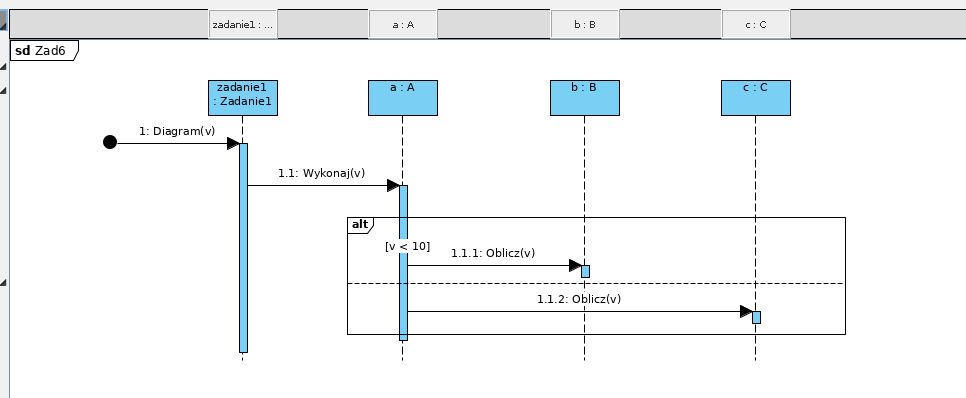 zadanie1 : ...
a : A
b : B
c : C
sd Zad6
zadanie1
: Zadanie1
a : A
b : B
c : C
1: Diagram(v)
1.1: Wykonaj(v)
alt
[v < 10]
1.1.1: Oblicz(v)
1.1.2: Oblicz(v)